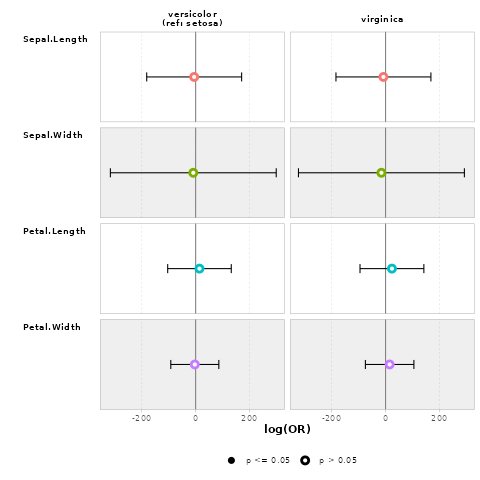 versicolor
(ref: setosa)
virginica
Sepal.Length
Sepal.Width
Petal.Length
Petal.Width
-200 0 200
-200 0 200
log(OR)
p <= 0.05
p > 0.05